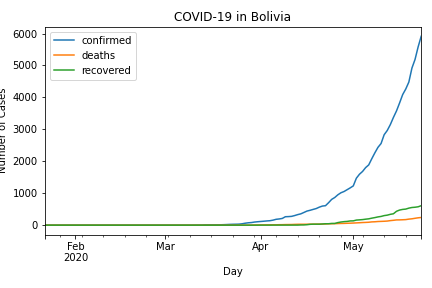 COVID-19 in Bolivia
confirmed
deaths
recovered
6000
5000
4000
3000
2000
1000
0
Number of Cases
Feb
2020
Mar
Apr
May
Day